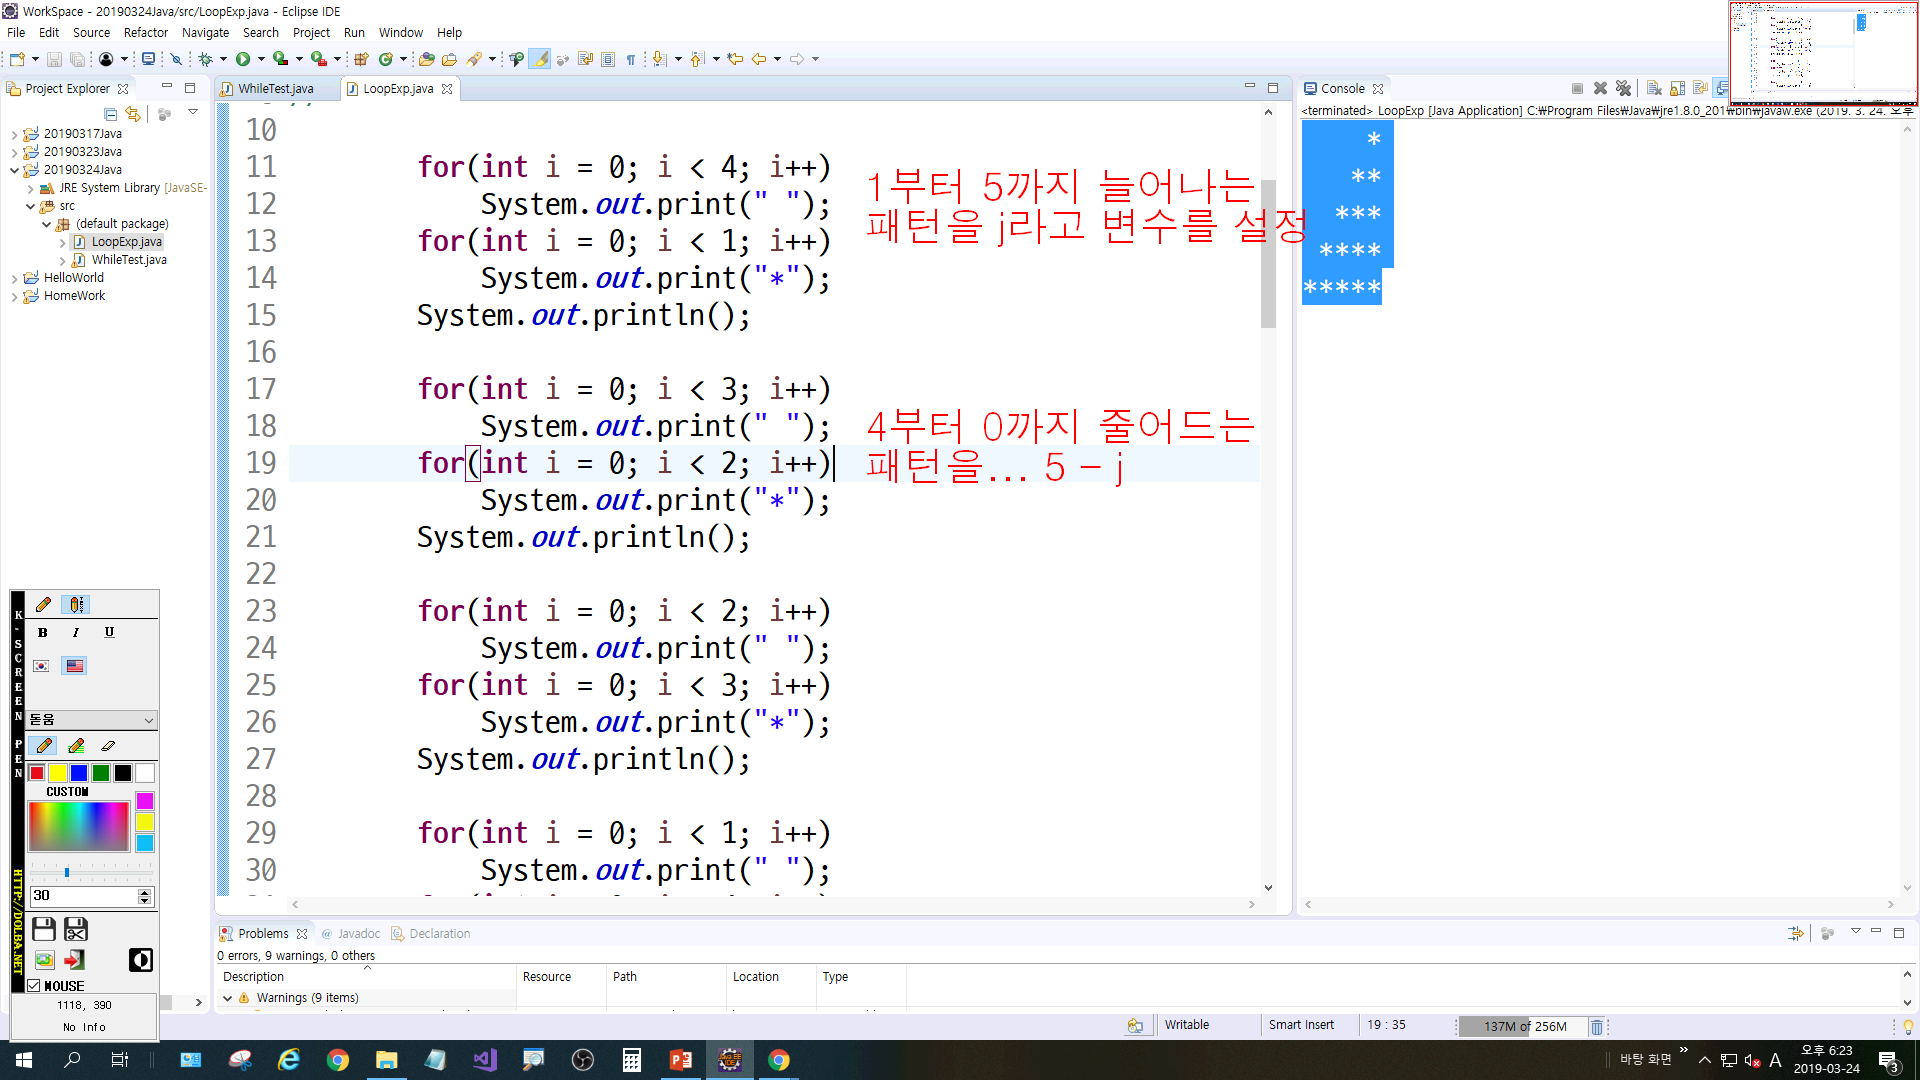 WorkSpace - 20190324Java/src/LoopExp.java - Eclipse IDE
File Edit Source Refactor Navigate Search Project Run Window Help
Project Explorer
20190317Java
20190323Java
20190324Java
JRE System Library [JavaSE-
src
(default package)
LoopExp.java
WhileTest.java
HelloWorld
HomeWork
WhileTest.java LoopExp.java
10
11 for(int i = 0; i < 4; i++)
12 System.out.print(" ");
13 for(int i = 0; i < 1; i++)
14 System.out.print("*");
15 System.out.println();
16
17 for(int i = 0; i < 3; i++)
18 System.out.print(" ");
19 for(int i = 0; i < 2; i++)
20 System.out.print("*");
21 System.out.println();
22
23 for(int i = 0; i < 2; i++)
24 System.out.print(" ");
25 for(int i = 0; i < 3; i++)
26 System.out.print("*");
27 System.out.println();
28
29 for(int i = 0; i < 1; i++)
30 System.out.print(" ");
1부터 5까지 늘어나는
패턴을 j라고 변수를 설정
4부터 0까지 줄어드는
패턴을... 5 - j
Console
<terminated> LoopExp [Java Application] C:₩Program Files₩Java₩jre1.8.0_201₩bin₩javaw.exe (2019. 3. 24. 오후
*
**
***
****
*****
K-SCREEN PEN
HTTP://DOLBA.NET
B I U
돋움
CUSTOM
30
MOUSE
1118, 390
No Info
Problems @ Javadoc Declaration
0 errors, 9 warnings, 0 others
Description Resource Path Location Type
Warnings (9 items)
Writable Smart Insert 19 : 35 137M of 256M
바탕 화면 A 오후 6:23
2019-03-24
3